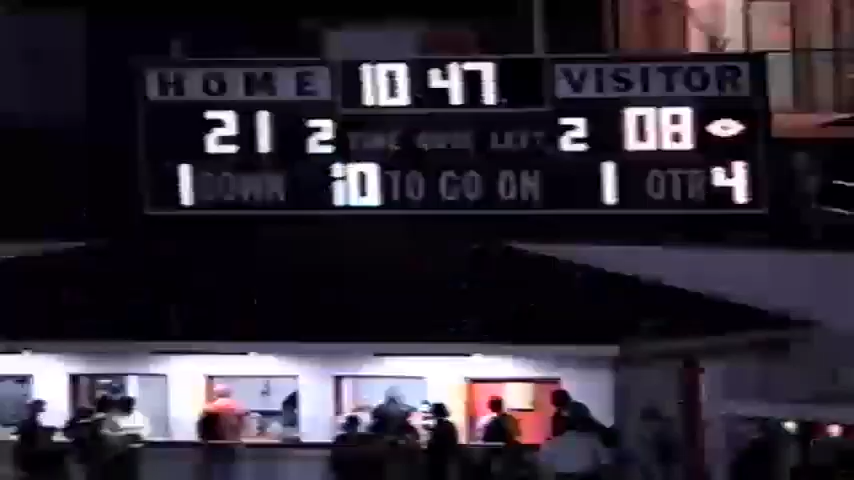 HOME 10 47 VISITOR
21 2 TIME OUTS LEFT 2 08
1 DOWN 10 TO GO ON 1 QTR 4